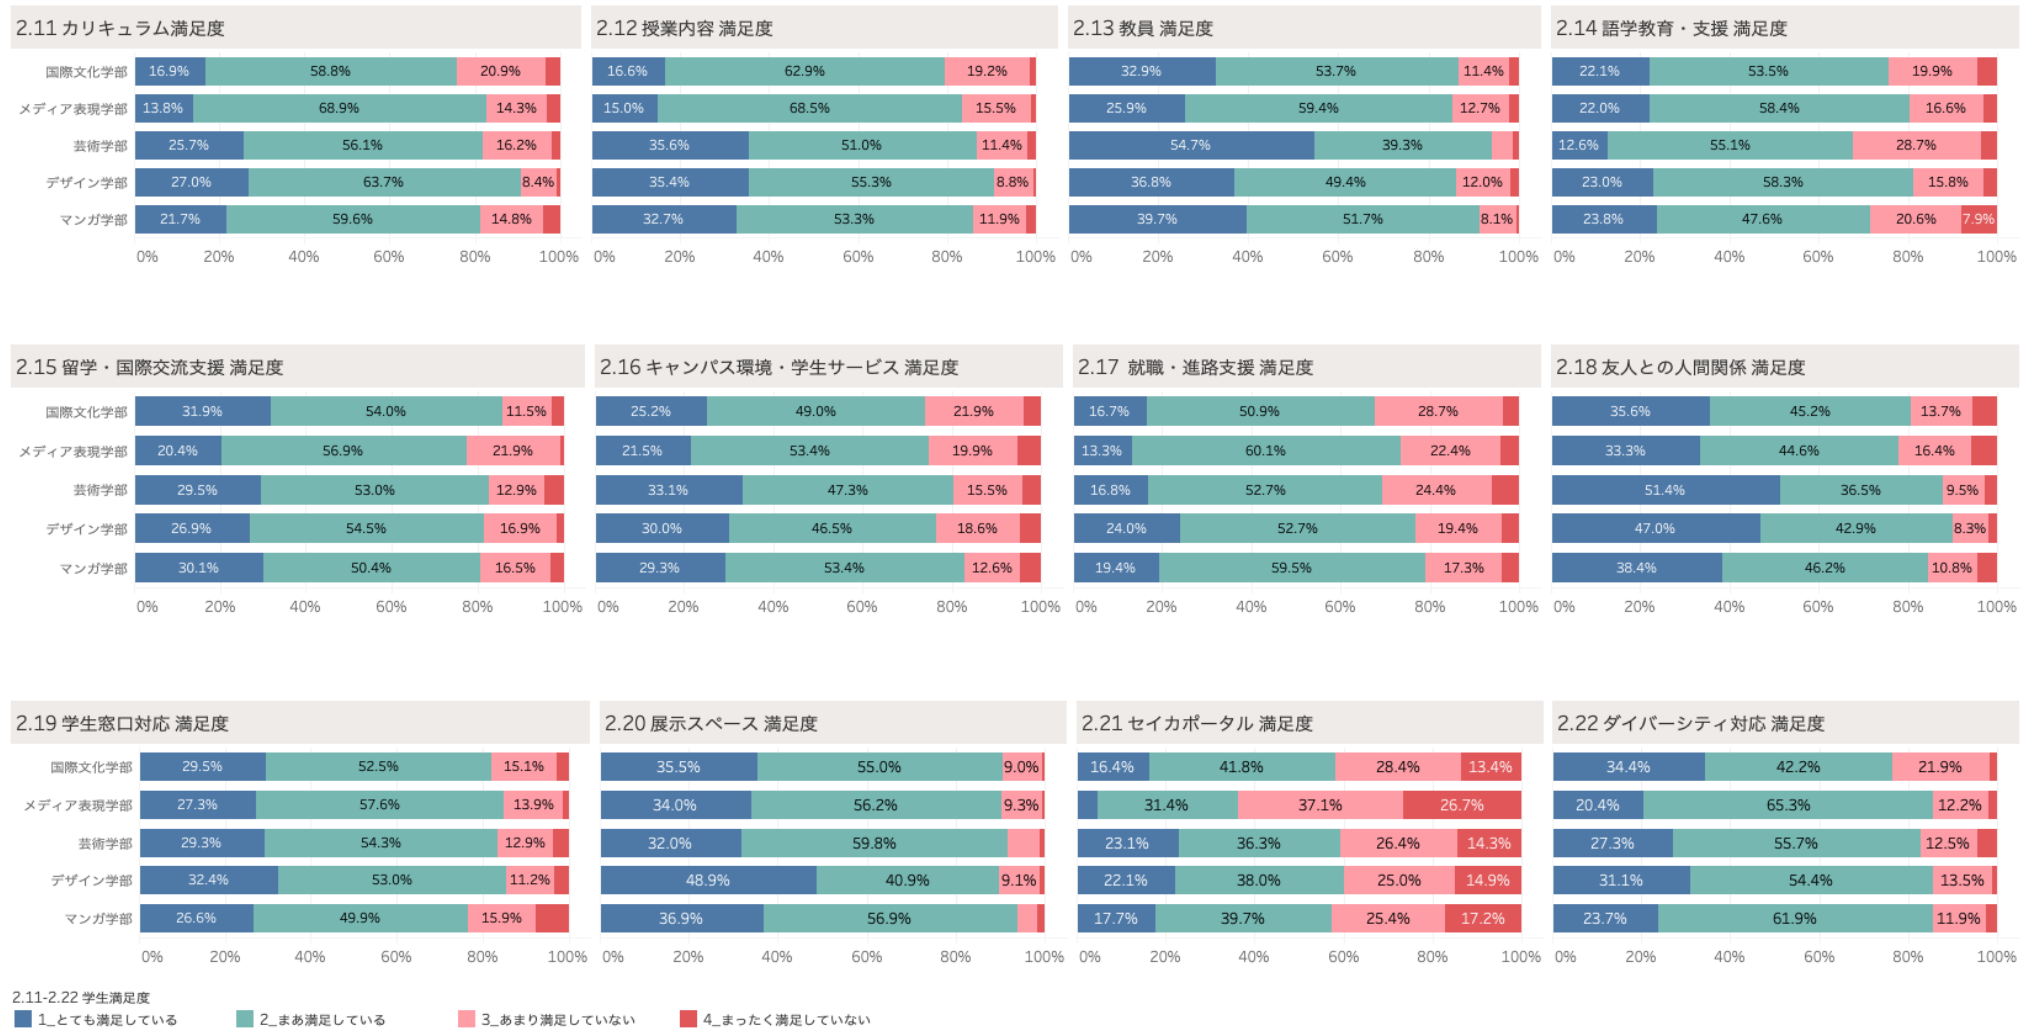 2.11 カリキュラム満足度
国際文化学部 16.9% 58.8% 20.9%
メディア表現学部 13.8% 68.9% 14.3%
芸術学部 25.7% 56.1% 16.2%
デザイン学部 27.0% 63.7% 8.4%
マンガ学部 21.7% 59.6% 14.8%
0% 20% 40% 60% 80% 100%
2.12 授業内容 満足度
16.6% 62.9% 19.2%
15.0% 68.5% 15.5%
35.6% 51.0% 11.4%
35.4% 55.3% 8.8%
32.7% 53.3% 11.9%
0% 20% 40% 60% 80% 100%
2.13 教員 満足度
32.9% 53.7% 11.4%
25.9% 59.4% 12.7%
54.7% 39.3%
36.8% 49.4% 12.0%
39.7% 51.7% 8.1%
0% 20% 40% 60% 80% 100%
2.14 語学教育・支援 満足度
22.1% 53.5% 19.9%
22.0% 58.4% 16.6%
12.6% 55.1% 28.7%
23.0% 58.3% 15.8%
23.8% 47.6% 20.6% 7.9%
0% 20% 40% 60% 80% 100%
2.15 留学・国際交流支援 満足度
国際文化学部 31.9% 54.0% 11.5%
メディア表現学部 20.4% 56.9% 21.9%
芸術学部 29.5% 53.0% 12.9%
デザイン学部 26.9% 54.5% 16.9%
マンガ学部 30.1% 50.4% 16.5%
0% 20% 40% 60% 80% 100%
2.16 キャンパス環境・学生サービス 満足度
25.2% 49.0% 21.9%
21.5% 53.4% 19.9%
33.1% 47.3% 15.5%
30.0% 46.5% 18.6%
29.3% 53.4% 12.6%
0% 20% 40% 60% 80% 100%
2.17 就職・進路支援 満足度
16.7% 50.9% 28.7%
13.3% 60.1% 22.4%
16.8% 52.7% 24.4%
24.0% 52.7% 19.4%
19.4% 59.5% 17.3%
0% 20% 40% 60% 80% 100%
2.18 友人との人間関係 満足度
35.6% 45.2% 13.7%
33.3% 44.6% 16.4%
51.4% 36.5% 9.5%
47.0% 42.9% 8.3%
38.4% 46.2% 10.8%
0% 20% 40% 60% 80% 100%
2.19 学生窓口対応 満足度
国際文化学部 29.5% 52.5% 15.1%
メディア表現学部 27.3% 57.6% 13.9%
芸術学部 29.3% 54.3% 12.9%
デザイン学部 32.4% 53.0% 11.2%
マンガ学部 26.6% 49.9% 15.9%
0% 20% 40% 60% 80% 100%
2.20 展示スペース 満足度
35.5% 55.0% 9.0%
34.0% 56.2% 9.3%
32.0% 59.8%
48.9% 40.9% 9.1%
36.9% 56.9%
0% 20% 40% 60% 80% 100%
2.21 セイカポータル 満足度
16.4% 41.8% 28.4% 13.4%
31.4% 37.1% 26.7%
23.1% 36.3% 26.4% 14.3%
22.1% 38.0% 25.0% 14.9%
17.7% 39.7% 25.4% 17.2%
0% 20% 40% 60% 80% 100%
2.22 ダイバーシティ対応 満足度
34.4% 42.2% 21.9%
20.4% 65.3% 12.2%
27.3% 55.7% 12.5%
31.1% 54.4% 13.5%
23.7% 61.9% 11.9%
0% 20% 40% 60% 80% 100%
2.11-2.22 学生満足度
1_とても満足している 2_まあ満足している 3_あまり満足していない 4_まったく満足していない